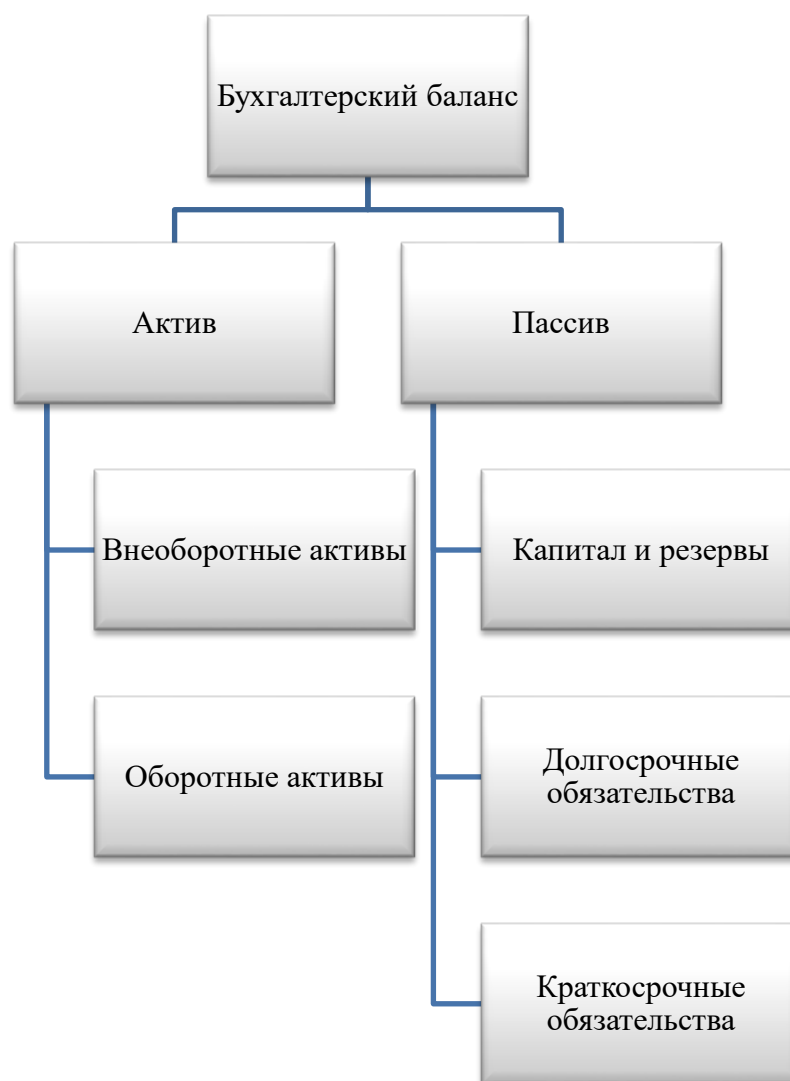 Бухгалтерский баланс
Актив
Пассив
Внеоборотные активы
Капитал и резервы
Оборотные активы
Долгосрочные
обязательства
Краткосрочные
обязательства